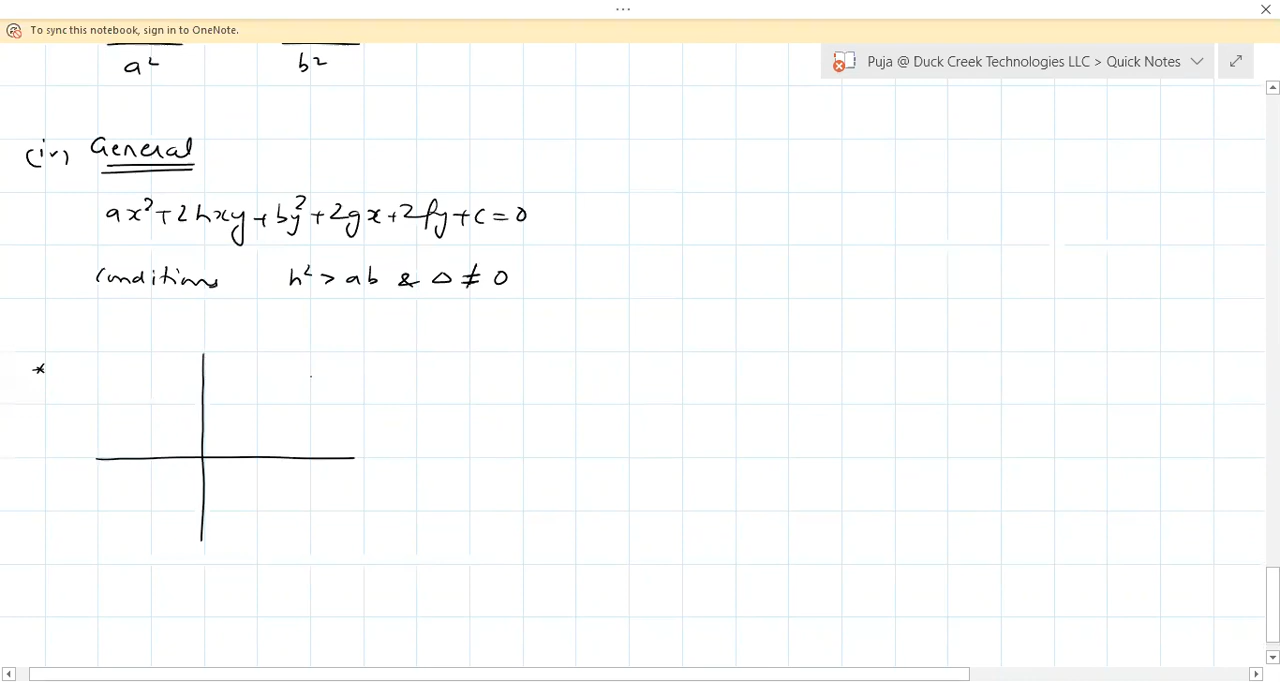 ...
To sync this notebook, sign in to OneNote.
Puja @ Duck Creek Technologies LLC > Quick Notes
a² b²
(iv) General
ax²+2hxy+by²+2gx+2fy+c=0
Conditions h²>ab & △≠0
*